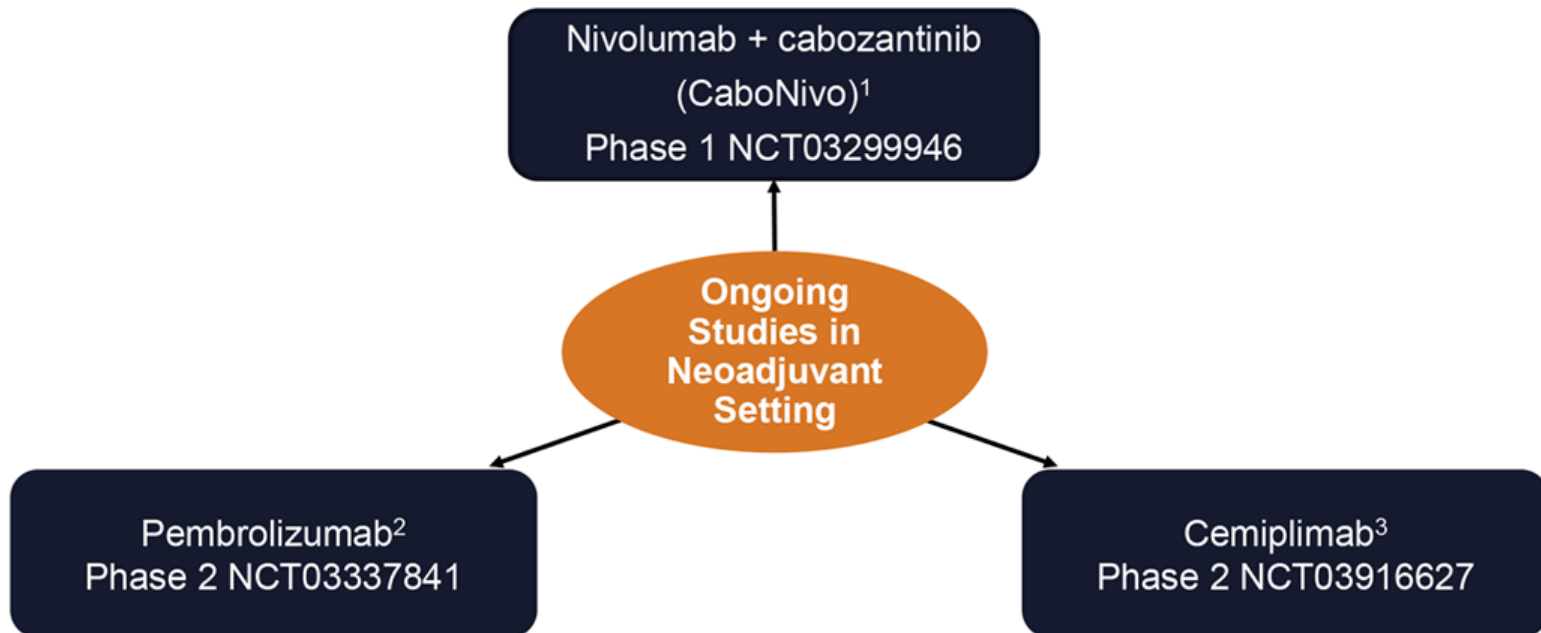 Nivolumab + cabozantinib
(CaboNivo)¹
Phase 1 NCT03299946
Ongoing
Studies in
Neoadjuvant
Setting
Pembrolizumab²
Phase 2 NCT03337841
Cemiplimab³
Phase 2 NCT03916627